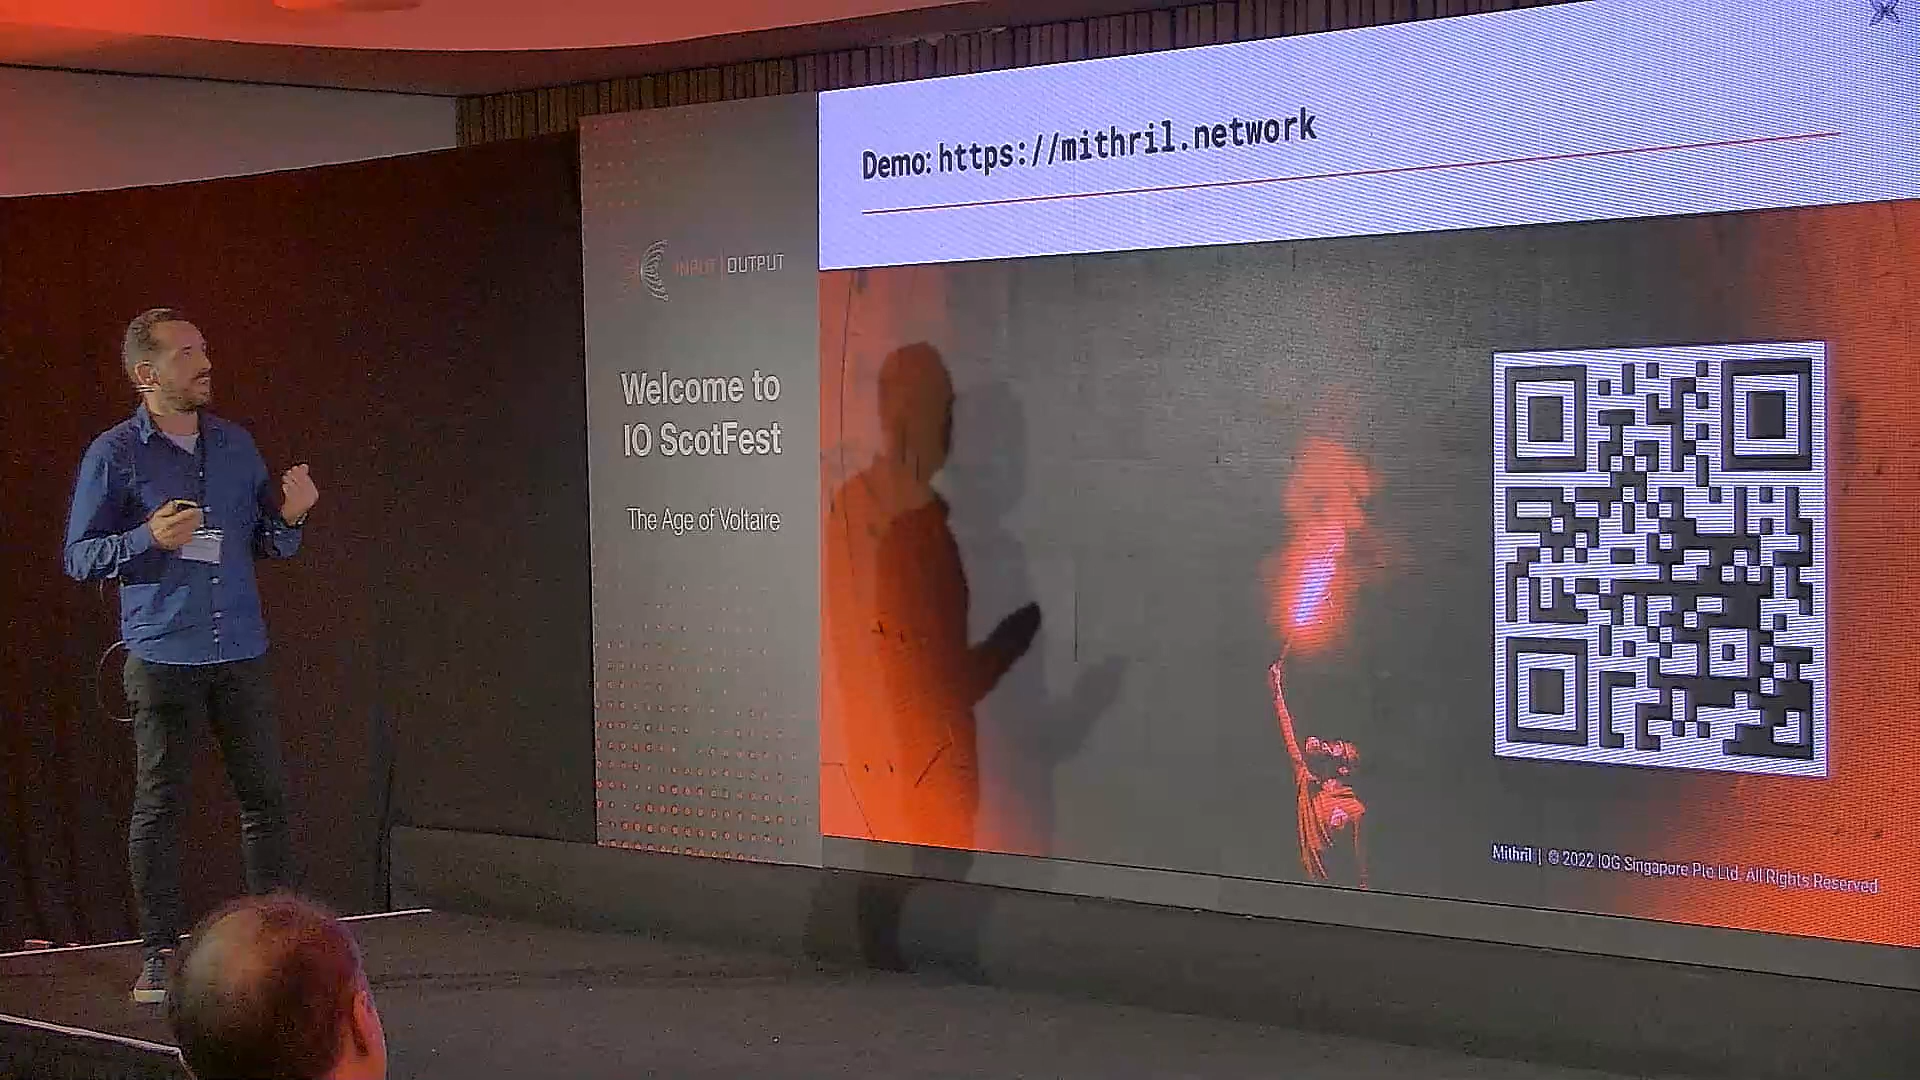 Demo: https://mithril.network
INPUT | OUTPUT
Welcome to
IO ScotFest
The Age of Voltaire
Mithril | © 2022 IOG Singapore Pte Ltd. All Rights Reserved